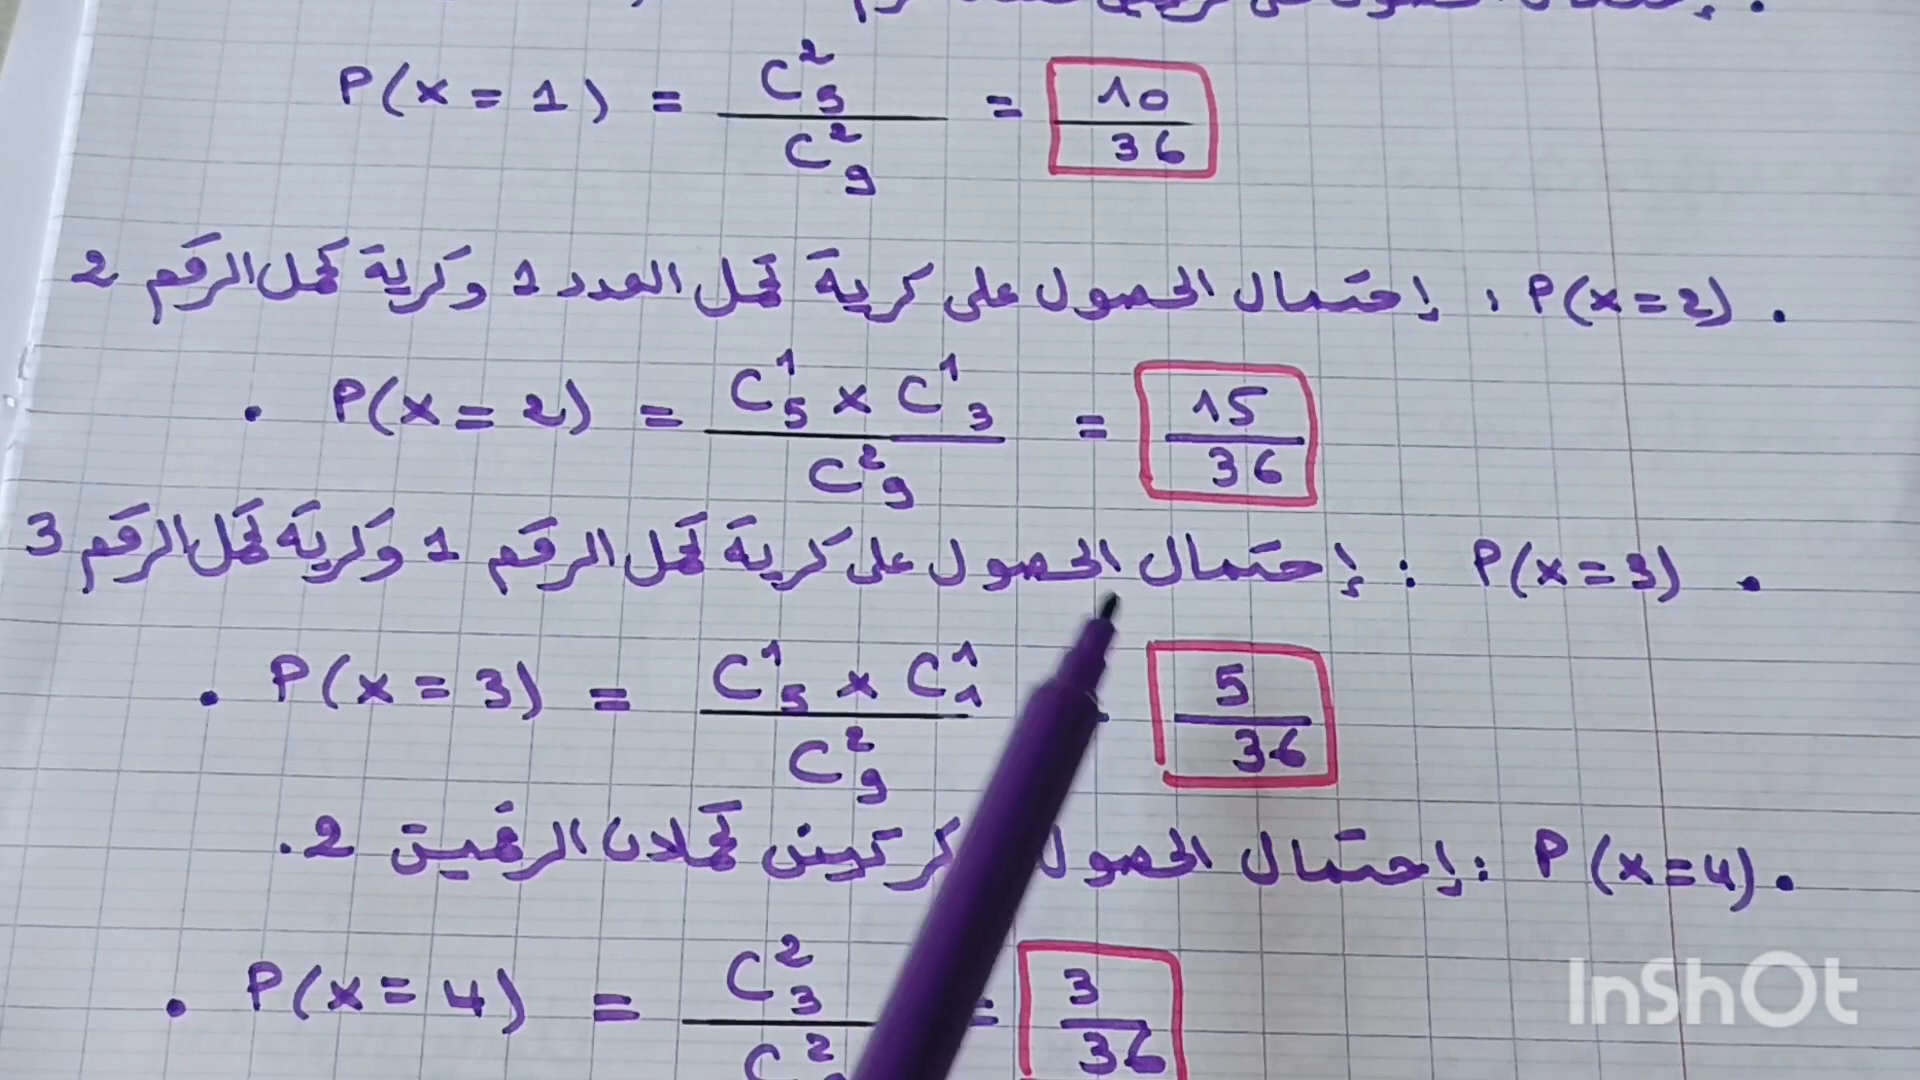 P(x = 1) = C²₅ / C²₉ = 10/36
. P(x=2) : إحتمال الحصول على كرية تحمل العدد 1 وكرية تحمل الرقم 2
. P(x = 2) = C¹₅ × C¹₃ / C²₉ = 15/36
. P(x=3) : إحتمال الحصول على كرية تحمل الرقم 1 وكرية تحمل الرقم 3
. P(x = 3) = C¹₅ × C¹₁ / C²₉ = 5/36
. P(x=4) : إحتمال الحصول كريتين تحملان الرقمين 2.
. P(x = 4) = C²₃ / C² = 3/36
InShOt